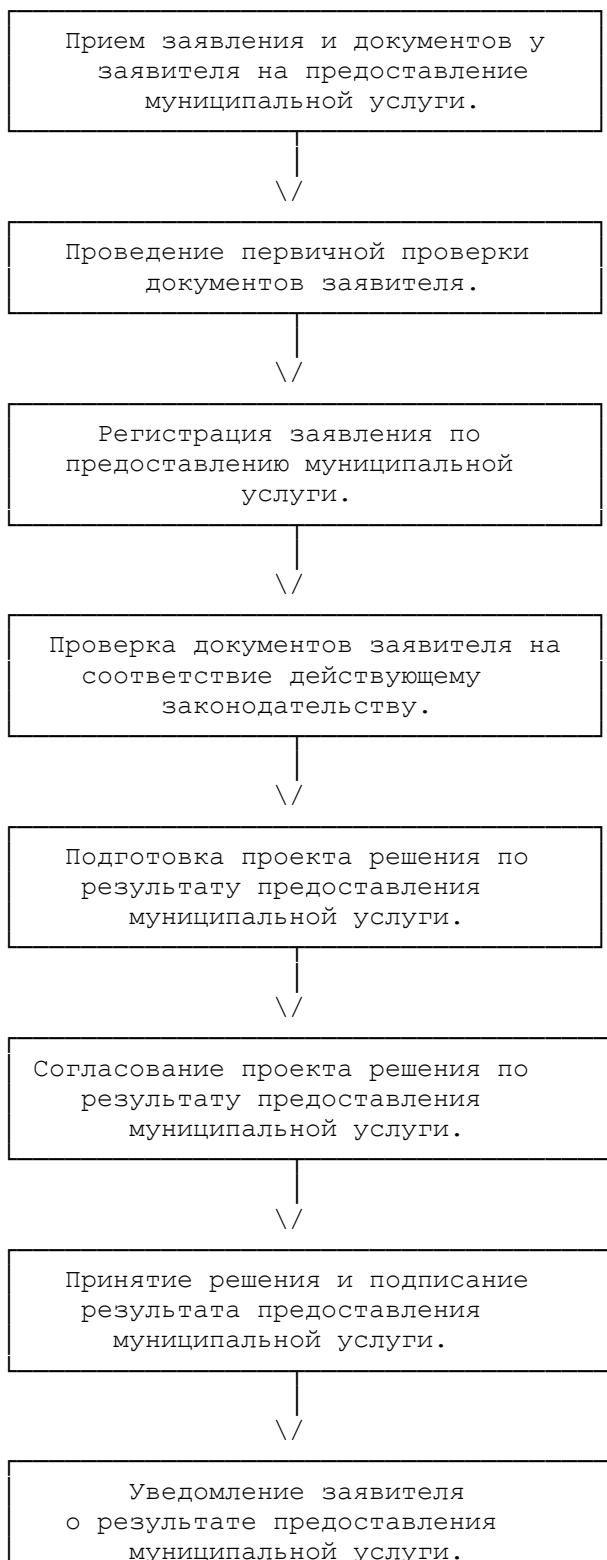 Прием заявления и документов у
заявителя на предоставление
муниципальной услуги.
\/
Проведение первичной проверки
документов заявителя.
\/
Регистрация заявления по
предоставлению муниципальной
услуги.
\/
Проверка документов заявителя на
соответствие действующему
законодательству.
\/
Подготовка проекта решения по
результату предоставления
муниципальной услуги.
\/
Согласование проекта решения по
результату предоставления
муниципальной услуги.
\/
Принятие решения и подписание
результата предоставления
муниципальной услуги.
\/
Уведомление заявителя
о результате предоставления
муниципальной услуги.